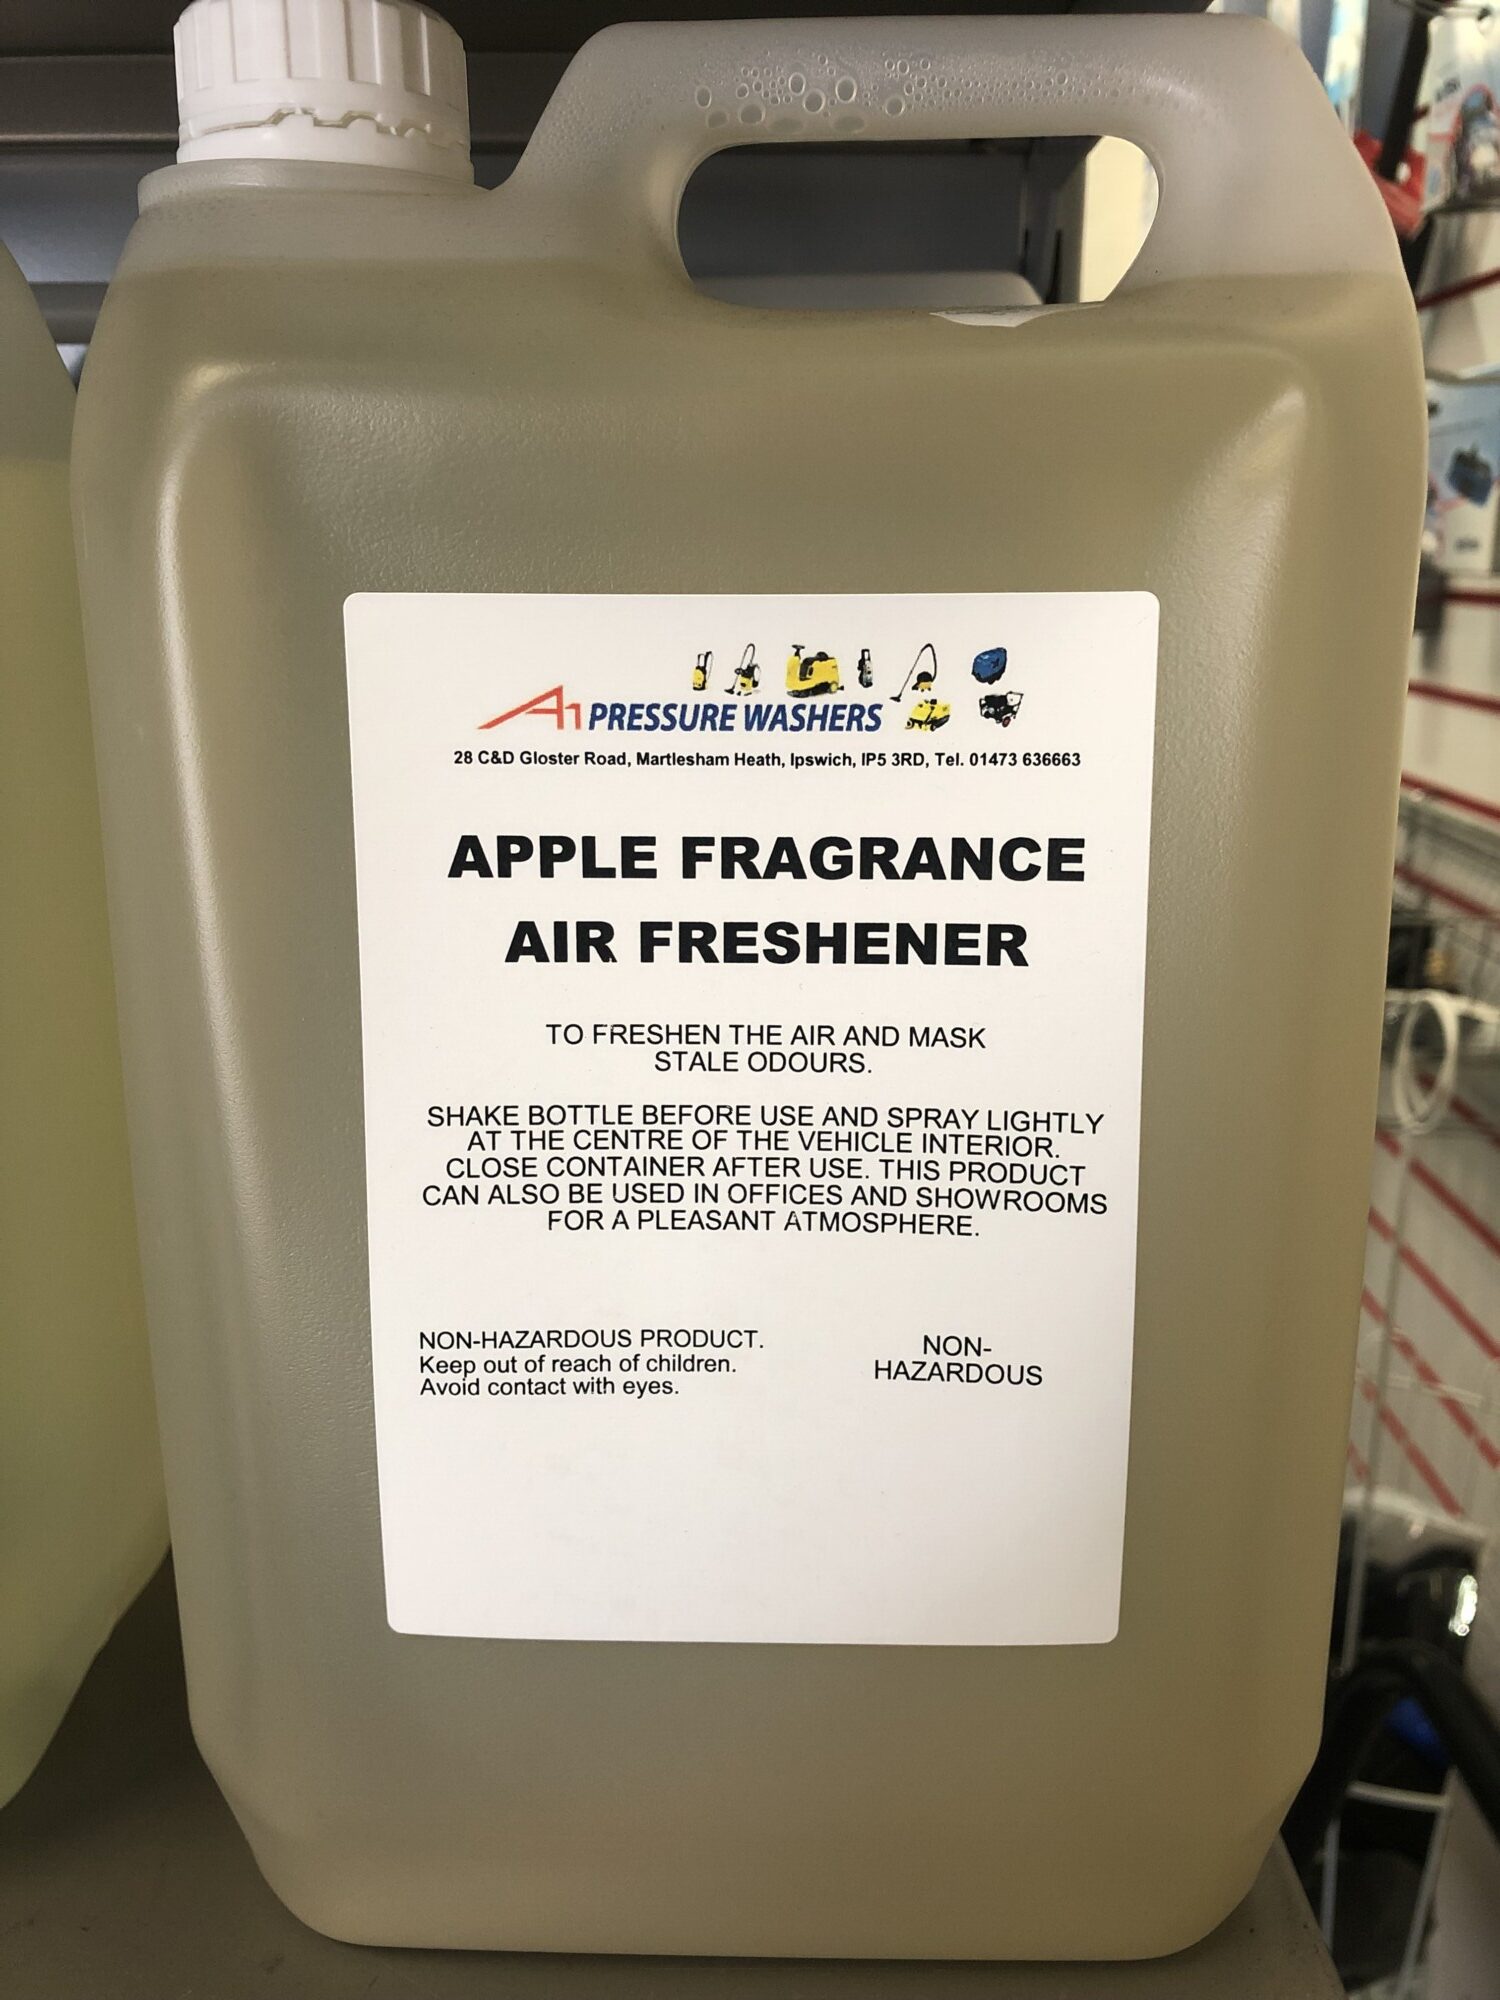 A1 PRESSURE WASHERS
28 C&D Gloster Road, Martlesham Heath, Ipswich, IP5 3RD, Tel. 01473 636663
APPLE FRAGRANCE
AIR FRESHENER
TO FRESHEN THE AIR AND MASK
STALE ODOURS.
SHAKE BOTTLE BEFORE USE AND SPRAY LIGHTLY
AT THE CENTRE OF THE VEHICLE INTERIOR.
CLOSE CONTAINER AFTER USE. THIS PRODUCT
CAN ALSO BE USED IN OFFICES AND SHOWROOMS
FOR A PLEASANT ATMOSPHERE.
NON-HAZARDOUS PRODUCT.
Keep out of reach of children.
Avoid contact with eyes.
NON-
HAZARDOUS